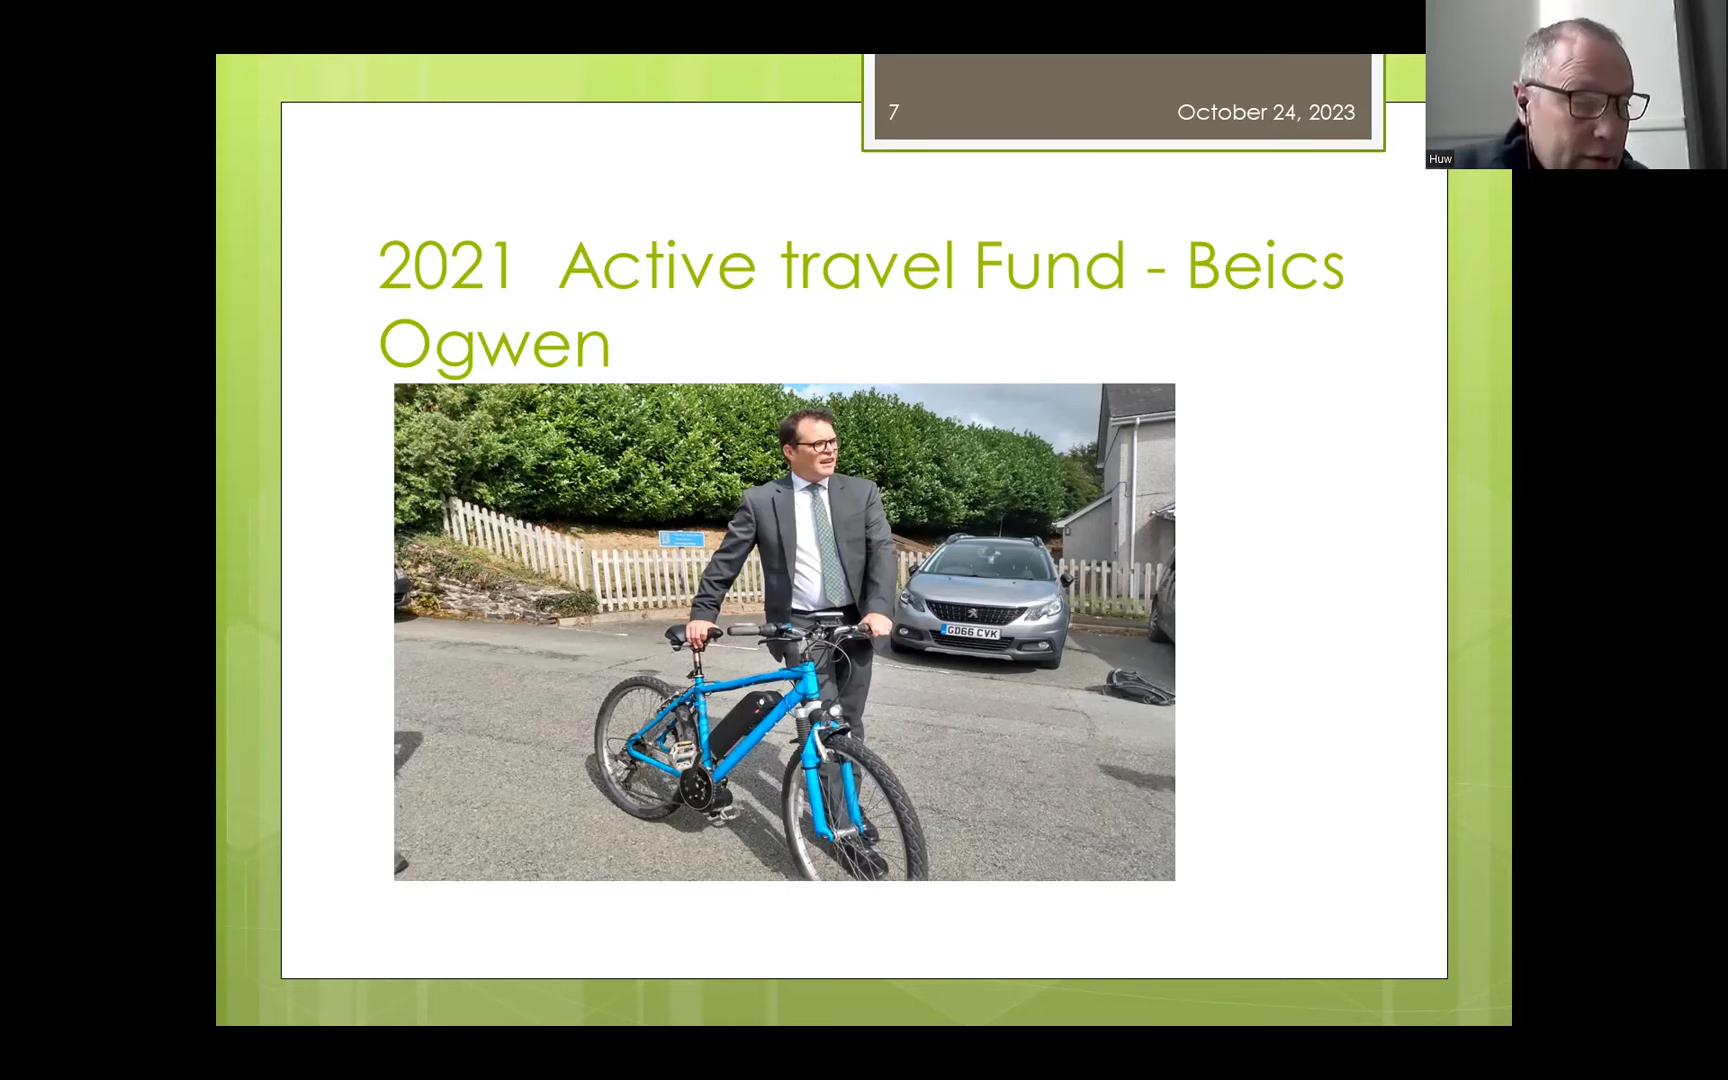 7
October 24, 2023
Huw
2021 Active travel Fund - Beics
Ogwen
GD66 CVK